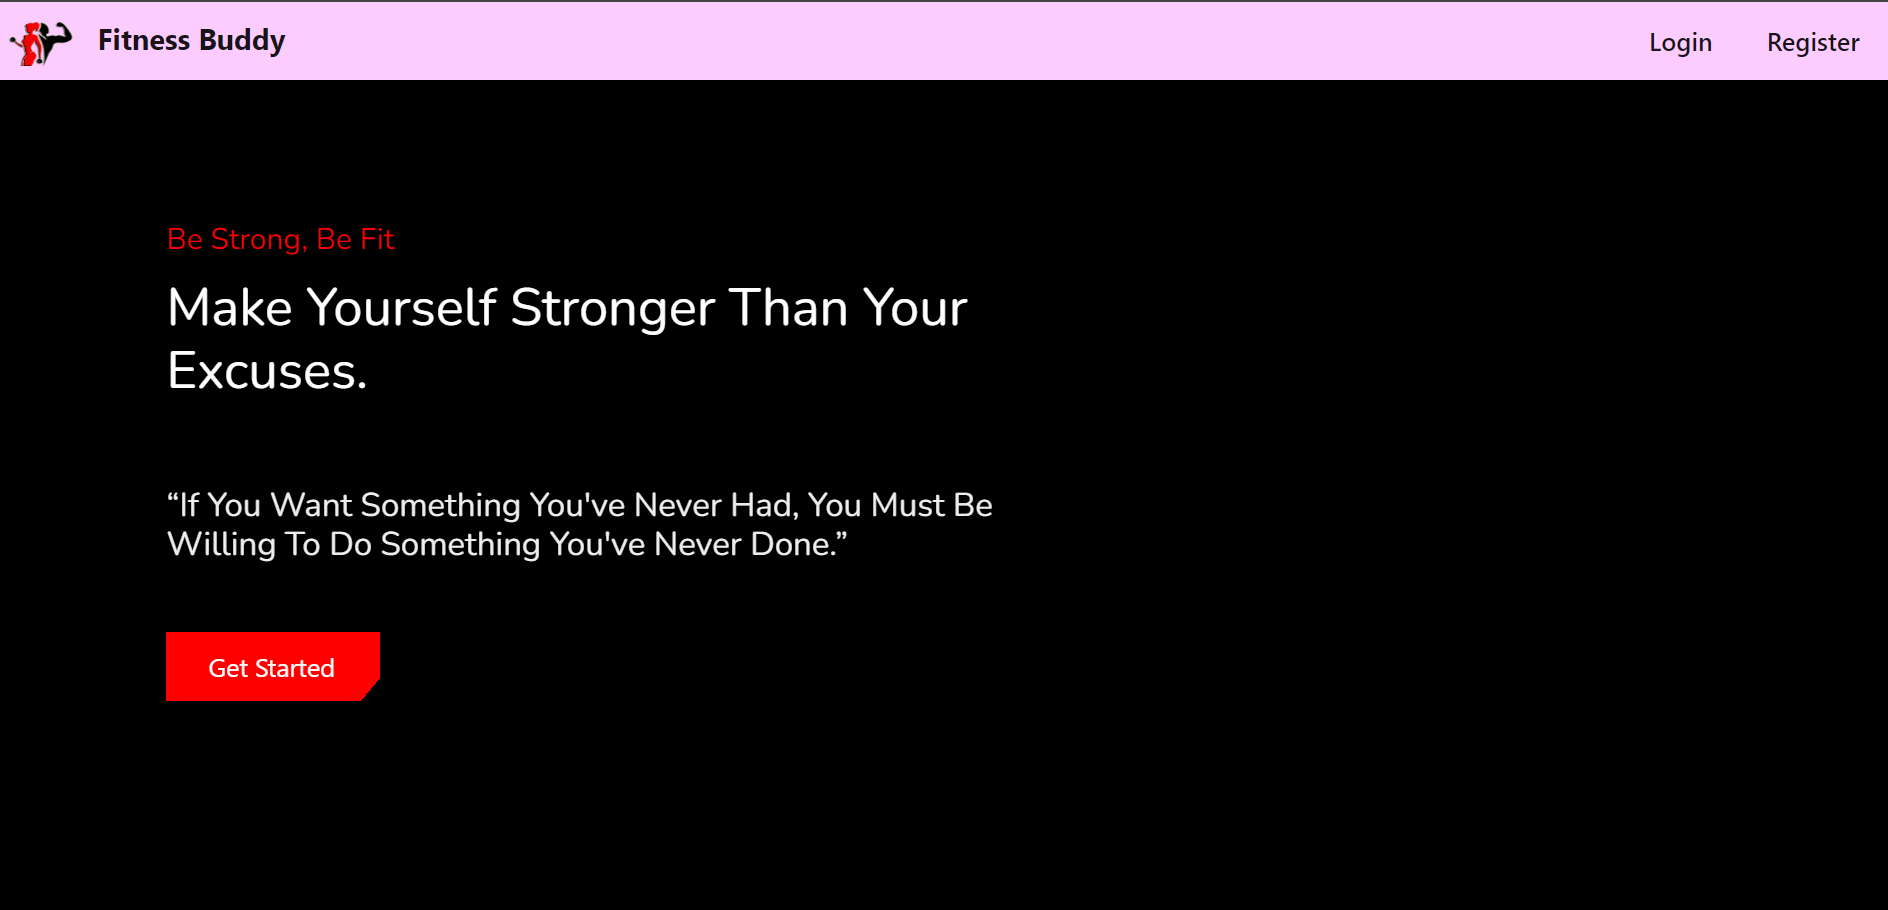 Fitness Buddy
Login
Register
Be Strong, Be Fit
Make Yourself Stronger Than Your
Excuses.
“If You Want Something You've Never Had, You Must Be
Willing To Do Something You've Never Done.”
Get Started